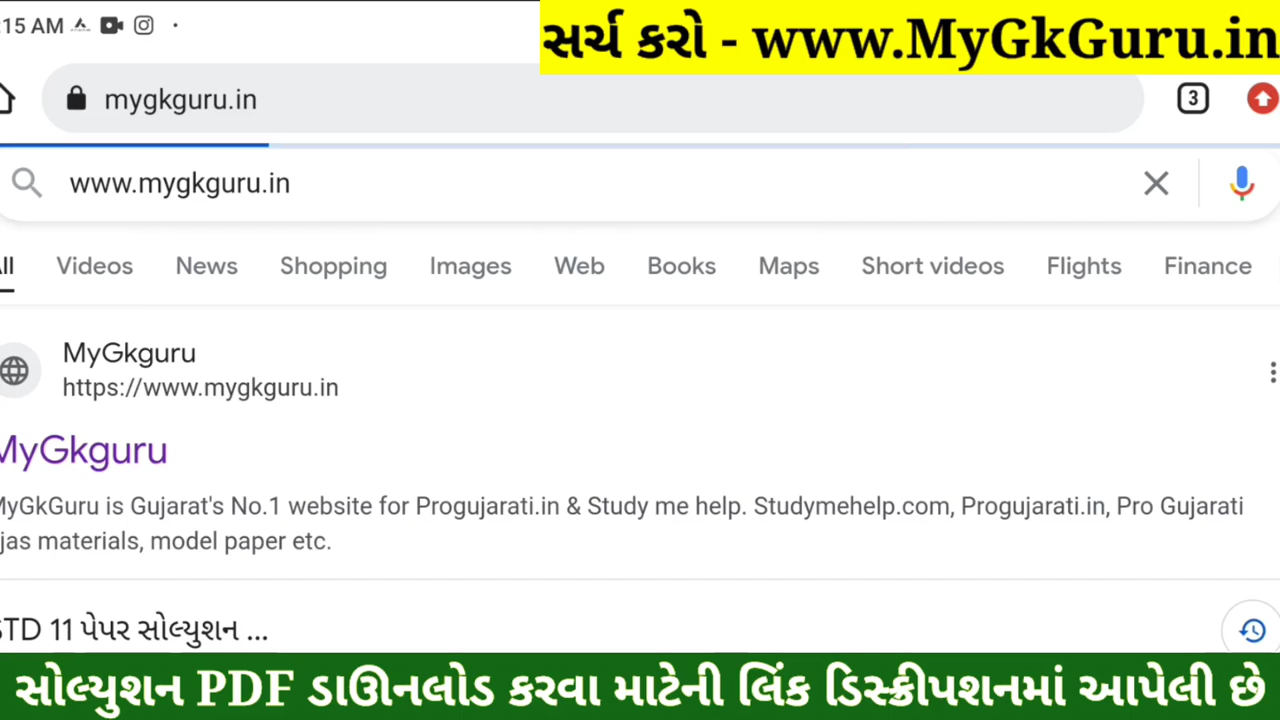 :15 AM
સર્ચ કરો - www.MyGkGuru.in
mygkguru.in
3
www.mygkguru.in
All Videos News Shopping Images Web Books Maps Short videos Flights Finance
MyGkguru
https://www.mygkguru.in
MyGkguru
MyGkGuru is Gujarat's No.1 website for Progujarati.in & Study me help. Studymehelp.com, Progujarati.in, Pro Gujarati
jas materials, model paper etc.
STD 11 પેપર સોલ્યુશન ...
સોલ્યુશન PDF ડાઊનલોડ કરવા માટેની લિંક ડિસ્ક્રીપશનમાં આપેલી છે